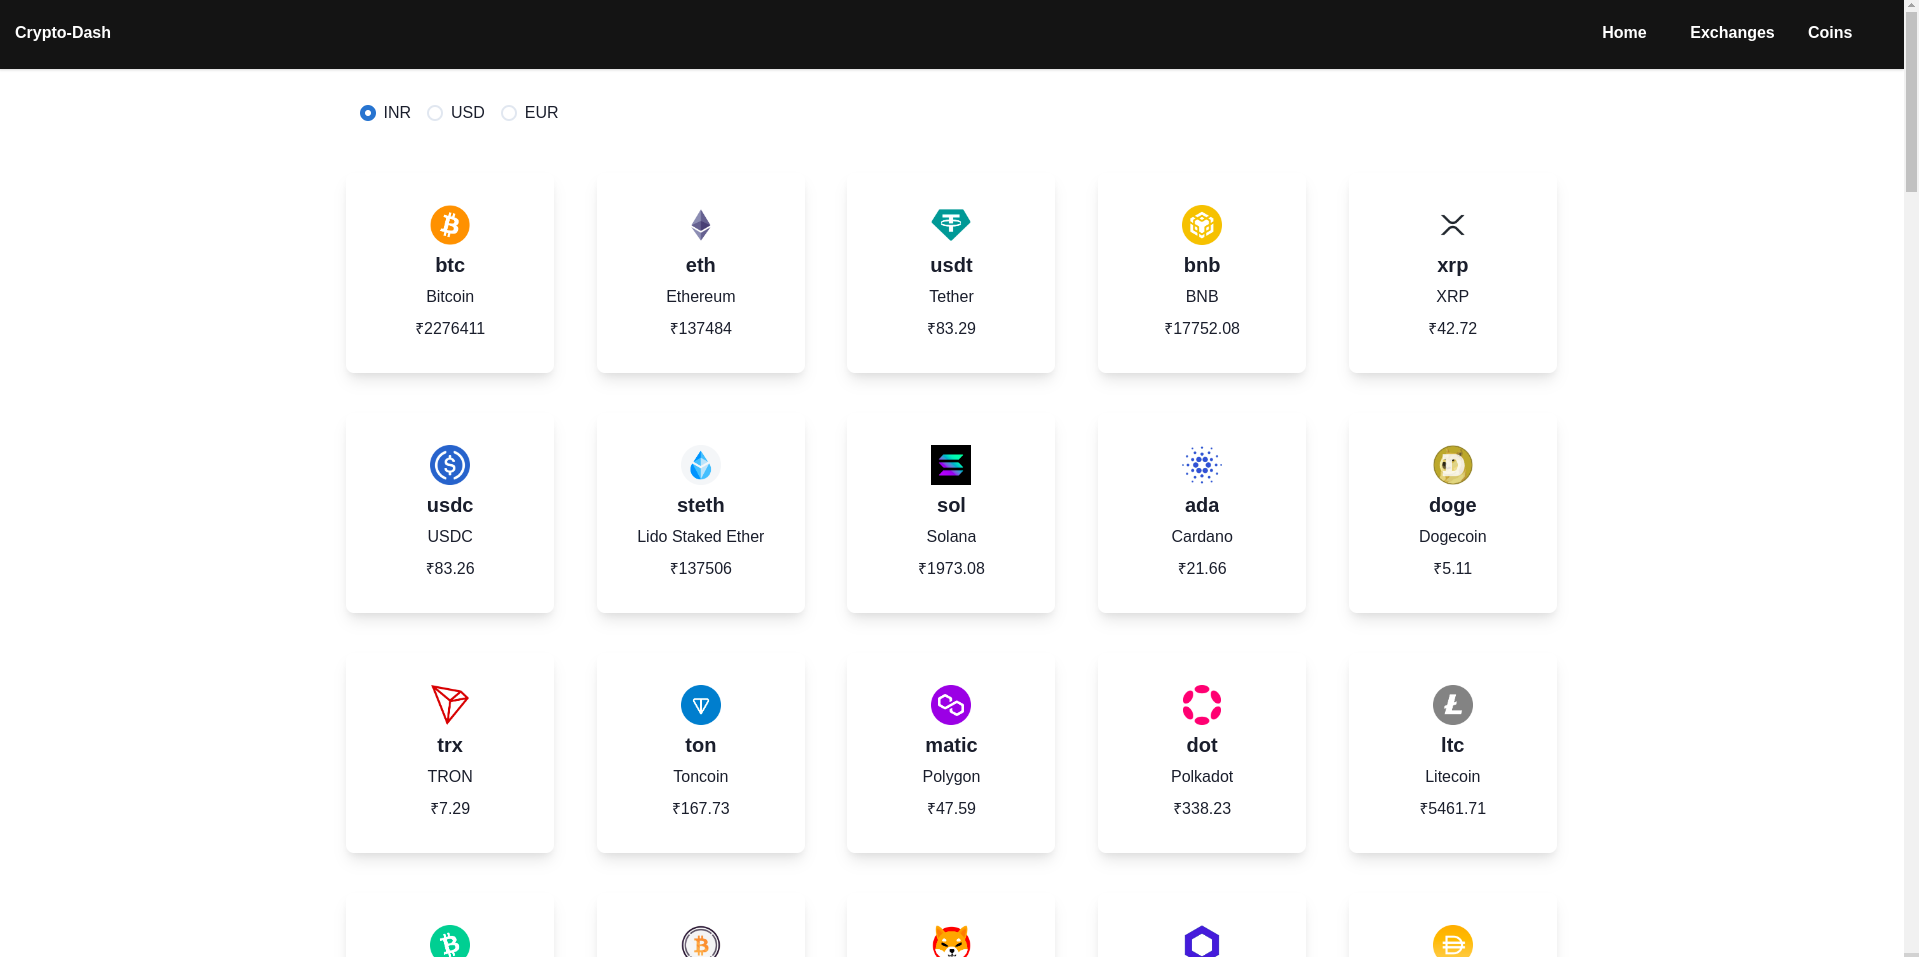 Crypto-Dash Home Exchanges Coins
INR USD EUR
btc eth usdt bnb xrp
Bitcoin Ethereum Tether BNB XRP
₹2276411 ₹137484 ₹83.29 ₹17752.08 ₹42.72
usdc steth sol ada doge
USDC Lido Staked Ether Solana Cardano Dogecoin
₹83.26 ₹137506 ₹1973.08 ₹21.66 ₹5.11
trx ton matic dot ltc
TRON Toncoin Polygon Polkadot Litecoin
₹7.29 ₹167.73 ₹47.59 ₹338.23 ₹5461.71